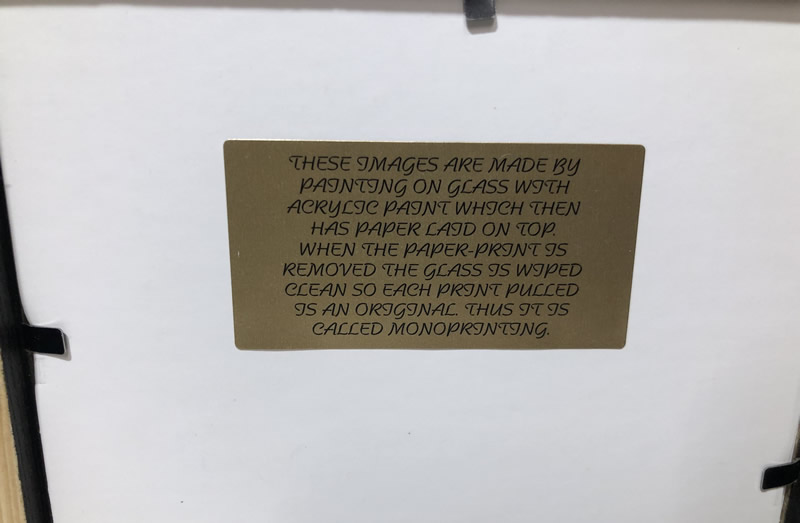 THESE IMAGES ARE MADE BY
PAINTING ON GLASS WITH
ACRYLIC PAINT WHICH THEN
HAS PAPER LAID ON TOP.
WHEN THE PAPER-PRINT IS
REMOVED THE GLASS IS WIPED
CLEAN SO EACH PRINT PULLED
IS AN ORIGINAL. THUS IT IS
CALLED MONOPRINTING.